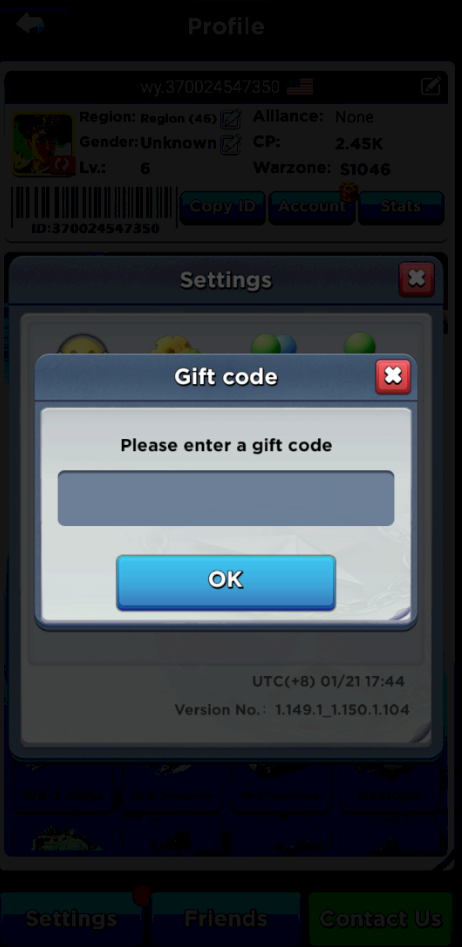 Profile
wy.370024547350
Region: Region (46) Alliance: None
Gender: Unknown CP: 2.45K
Lv.: 6 Warzone: S1046
Copy ID Account Stats
ID:370024547350
Settings
Gift code
Please enter a gift code
OK
UTC(+8) 01/21 17:44
Version No.: 1.149.1_1.150.1.104
Settings Friends Contact Us